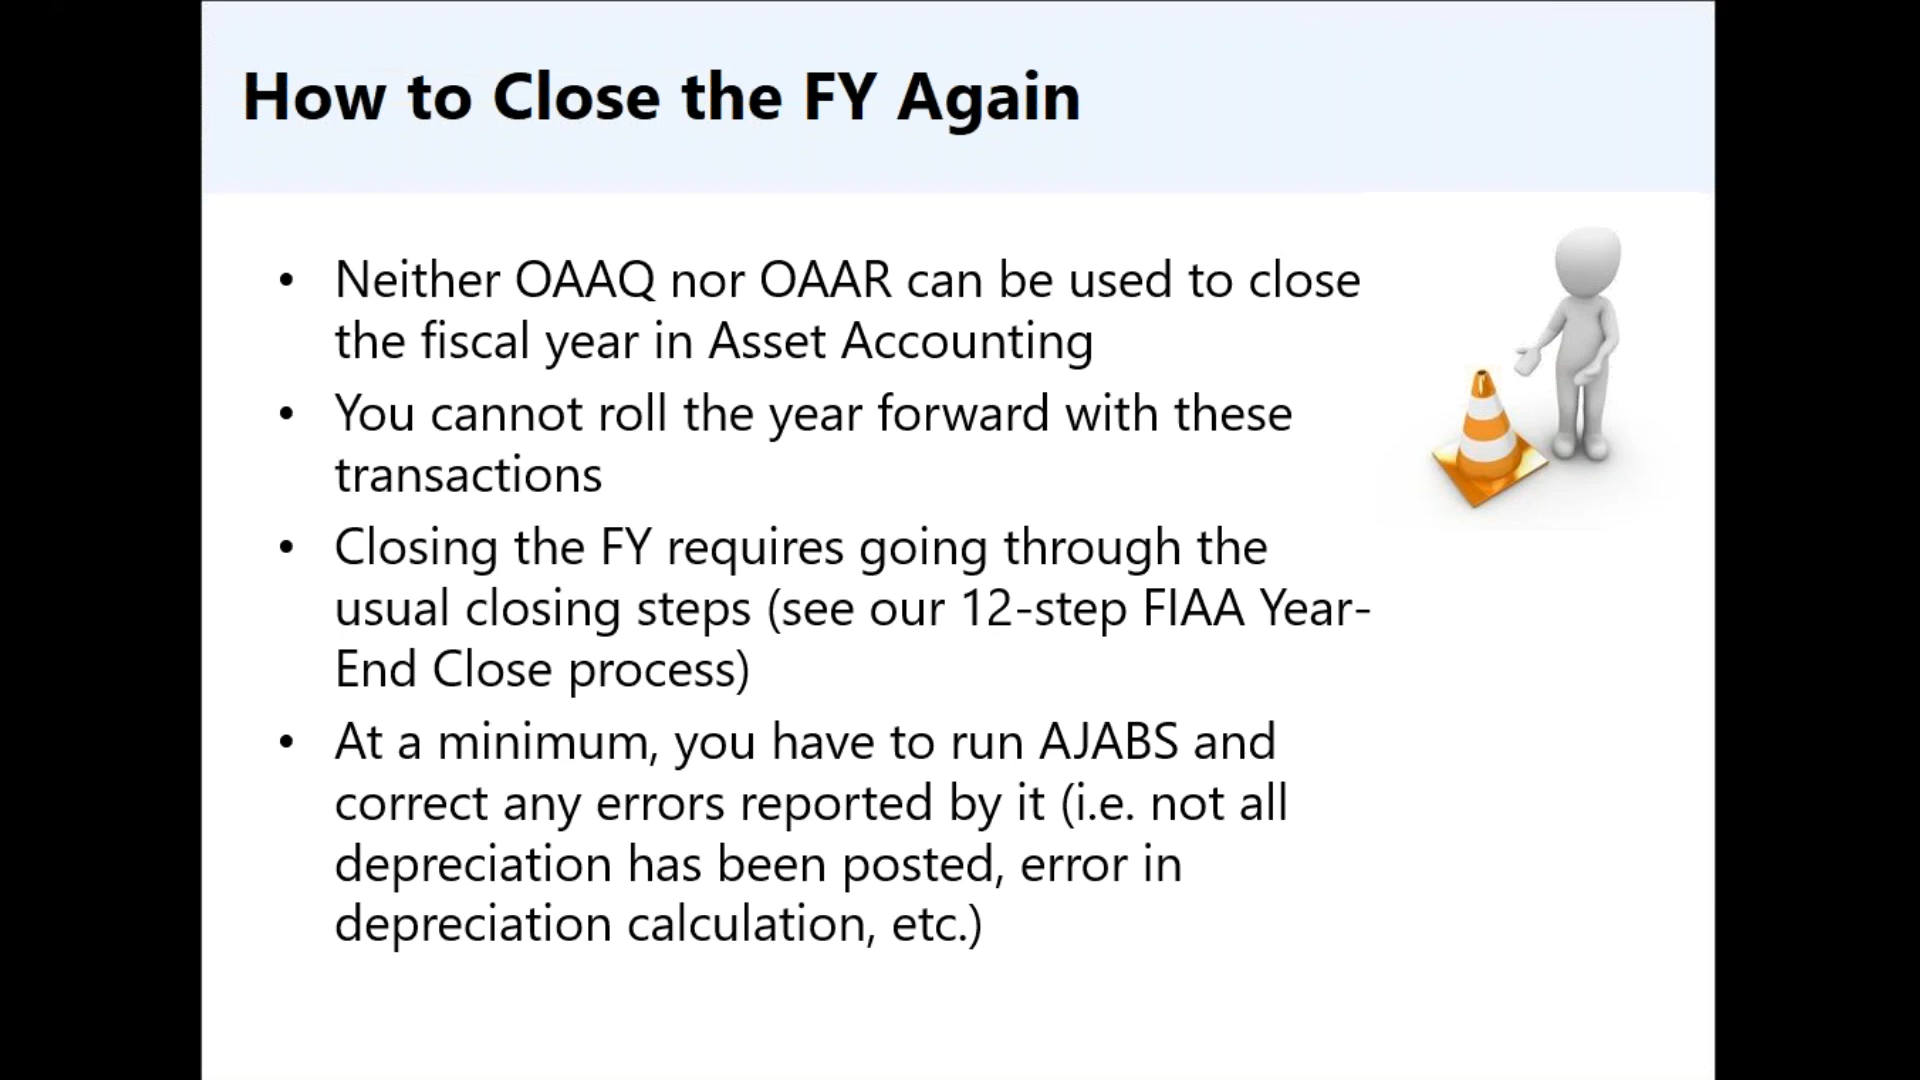 How to Close the FY Again
• Neither OAAQ nor OAAR can be used to close
the fiscal year in Asset Accounting
• You cannot roll the year forward with these
transactions
• Closing the FY requires going through the
usual closing steps (see our 12-step FIAA Year-
End Close process)
• At a minimum, you have to run AJABS and
correct any errors reported by it (i.e. not all
depreciation has been posted, error in
depreciation calculation, etc.)